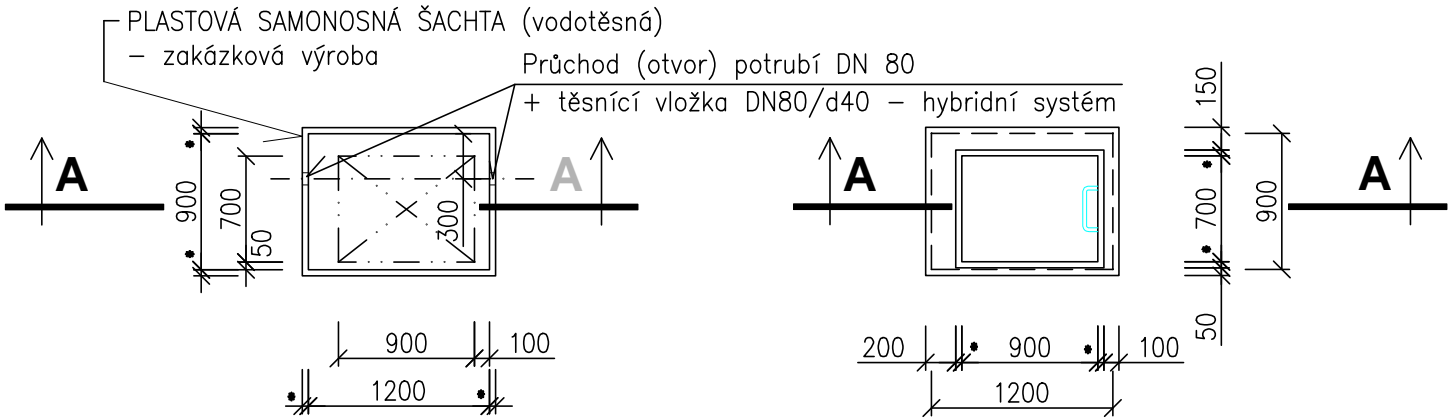 PLASTOVÁ SAMONOSNÁ ŠACHTA (vodotěsná)
– zakázková výroba
Průchod (otvor) potrubí DN 80
+ těsnící vložka DN80/d40 – hybridní systém
A
A
A
A
900
700
50
300
900
100
1200
150
700
900
50
200
900
100
1200